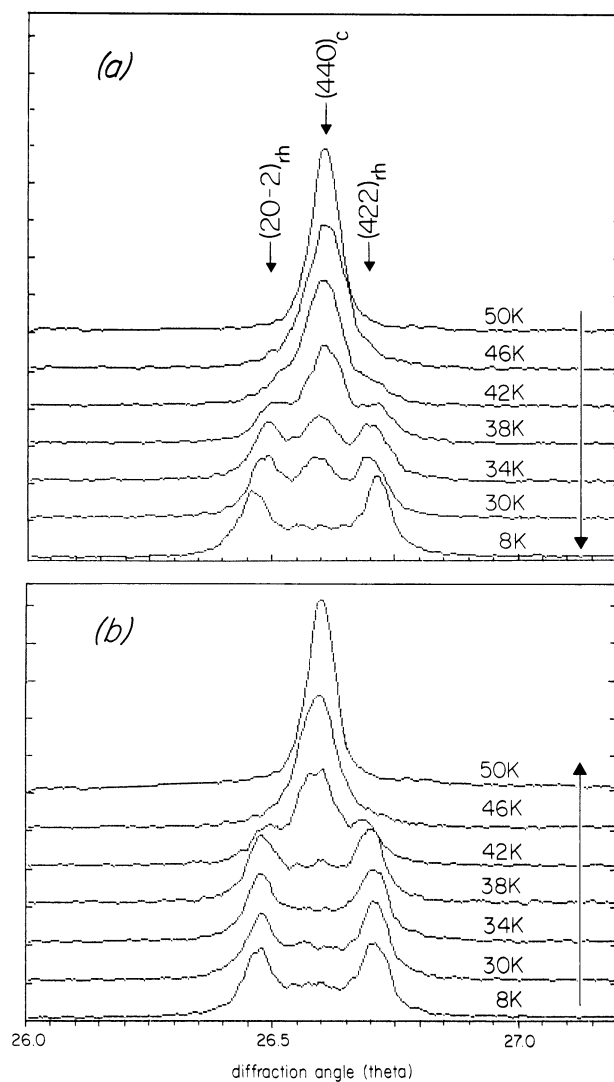 (a)
(440)c
(20-2)rh
(422)rh
50K
46K
42K
38K
34K
30K
8K
(b)
50K
46K
42K
38K
34K
30K
8K
26.0 26.5 27.0
diffraction angle (theta)